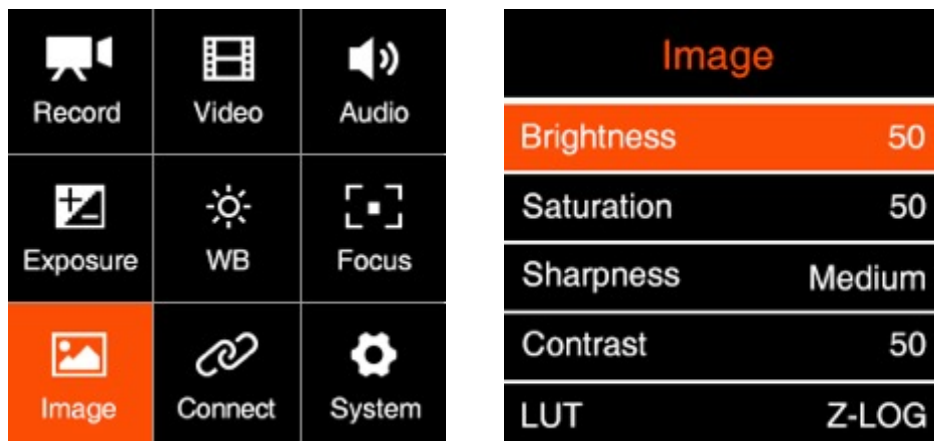 Record Video Audio
Exposure WB Focus
Image Connect System
Image
Brightness 50
Saturation 50
Sharpness Medium
Contrast 50
LUT Z-LOG